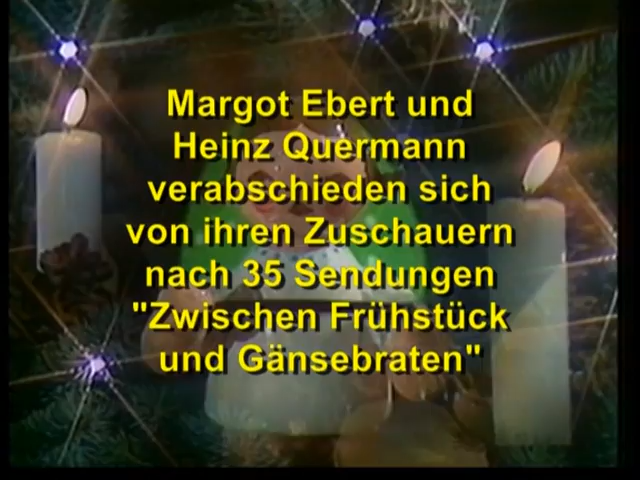 Margot Ebert und
Heinz Quermann
verabschieden sich
von ihren Zuschauern
nach 35 Sendungen
"Zwischen Frühstück
und Gänsebraten"